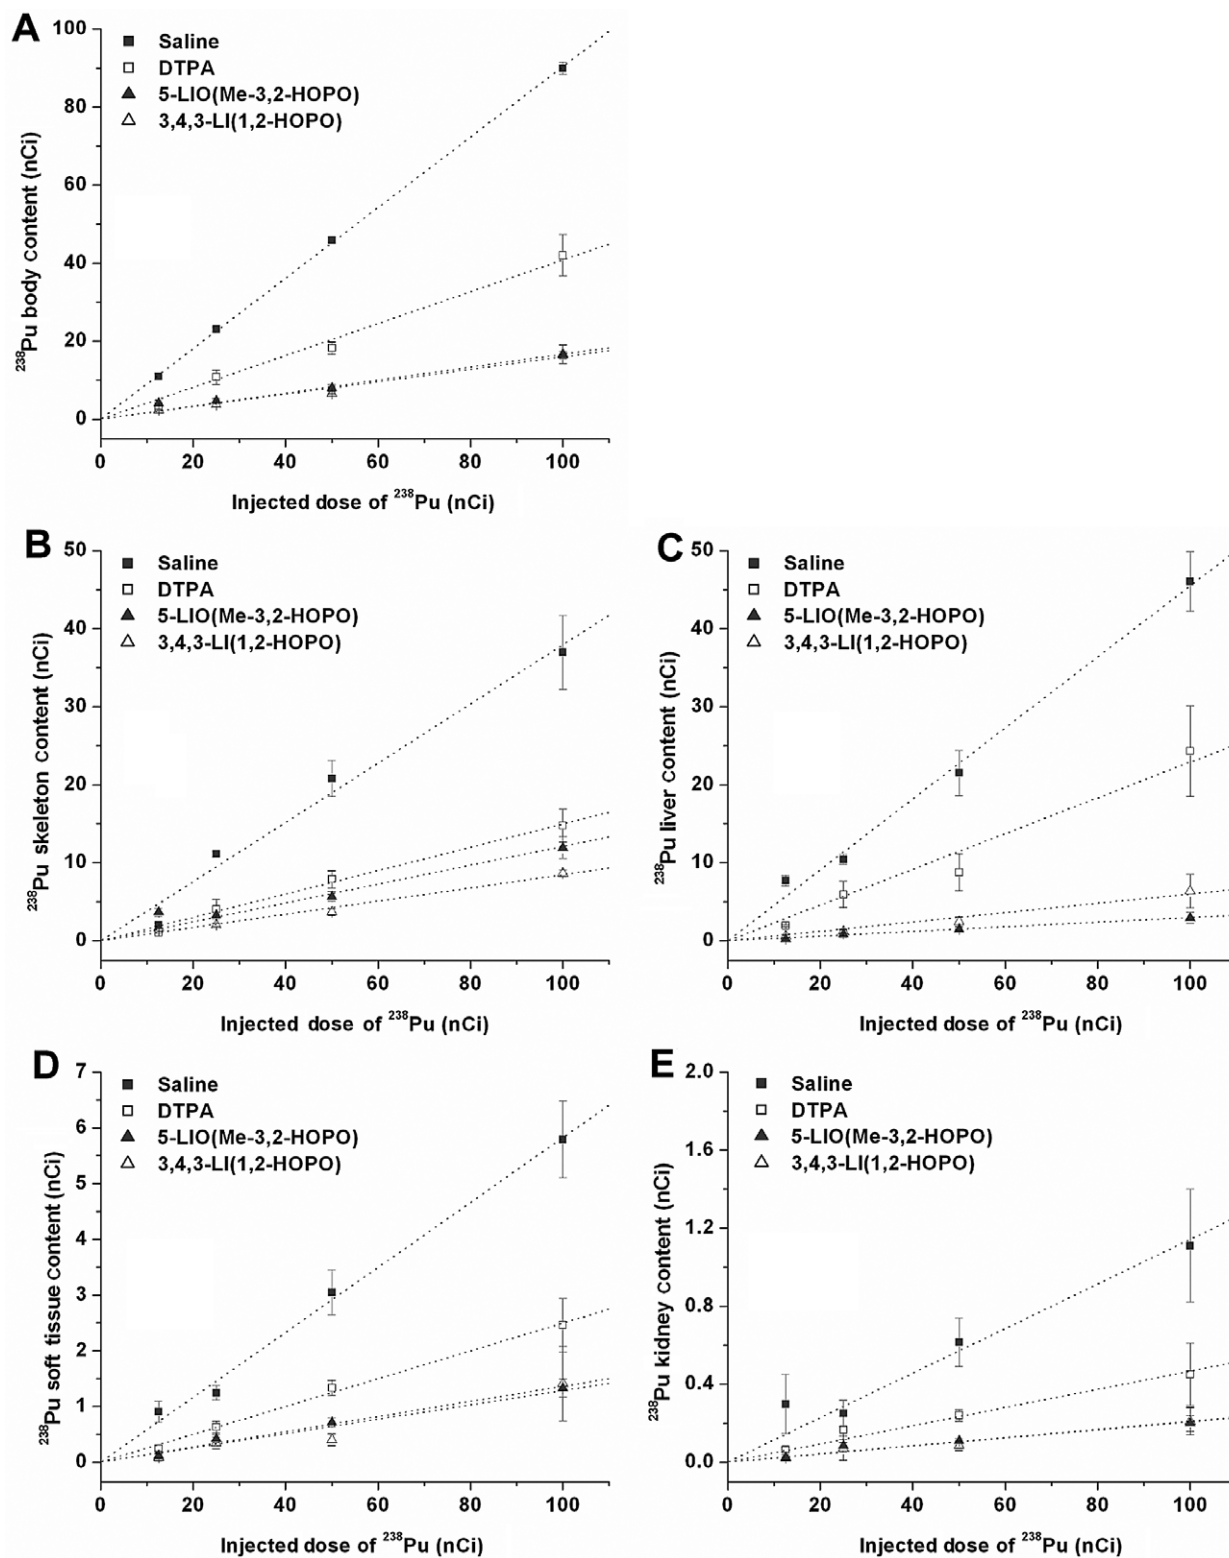 A
100
80
60
40
20
0
²³⁸Pu body content (nCi)
Saline
DTPA
5-LIO(Me-3,2-HOPO)
3,4,3-LI(1,2-HOPO)
0 20 40 60 80 100
Injected dose of ²³⁸Pu (nCi)
B
50
40
30
20
10
0
²³⁸Pu skeleton content (nCi)
Saline
DTPA
5-LIO(Me-3,2-HOPO)
3,4,3-LI(1,2-HOPO)
0 20 40 60 80 100
Injected dose of ²³⁸Pu (nCi)
C
50
40
30
20
10
0
²³⁸Pu liver content (nCi)
Saline
DTPA
5-LIO(Me-3,2-HOPO)
3,4,3-LI(1,2-HOPO)
0 20 40 60 80 100
Injected dose of ²³⁸Pu (nCi)
D
7
6
5
4
3
2
1
0
²³⁸Pu soft tissue content (nCi)
Saline
DTPA
5-LIO(Me-3,2-HOPO)
3,4,3-LI(1,2-HOPO)
0 20 40 60 80 100
Injected dose of ²³⁸Pu (nCi)
E
2.0
1.6
1.2
0.8
0.4
0.0
²³⁸Pu kidney content (nCi)
Saline
DTPA
5-LIO(Me-3,2-HOPO)
3,4,3-LI(1,2-HOPO)
0 20 40 60 80 100
Injected dose of ²³⁸Pu (nCi)